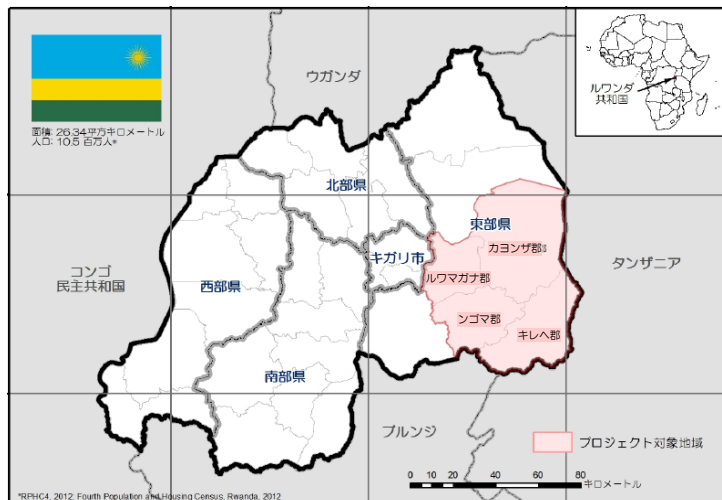 ウガンダ
ルワンダ
共和国
面積: 26.34平方キロメートル
人口: 10.5 百万人*
北部県
東部県
カヨンザ郡
キガリ市
コンゴ
民主共和国
西部県
ルワマガナ郡
タンザニア
ンゴマ郡
キレヘ郡
南部県
ブルンジ
プロジェクト対象地域
0 10 20 40 60 80
キロメートル
*RPHC4, 2012: Fourth Population and Housing Census, Rwanda, 2012